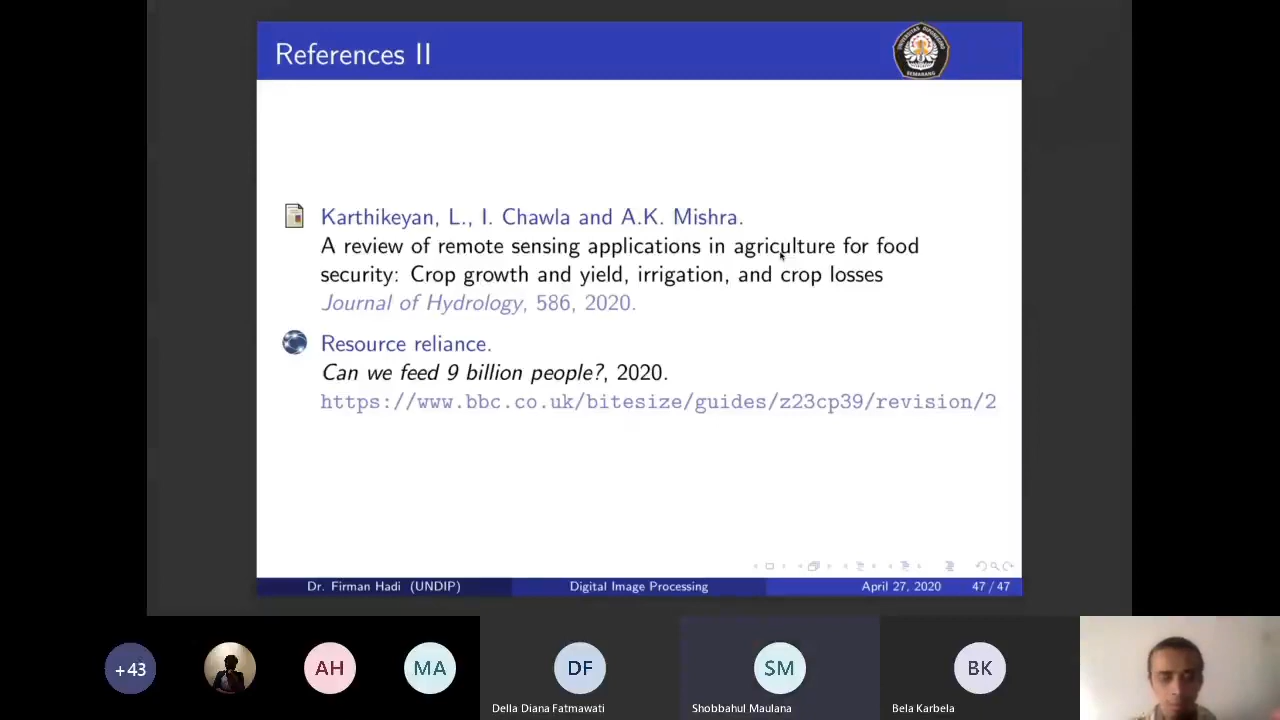 References II
UNIVERSITAS DIPONEGORO
SEMARANG
Karthikeyan, L., I. Chawla and A.K. Mishra.
A review of remote sensing applications in agriculture for food
security: Crop growth and yield, irrigation, and crop losses
Journal of Hydrology, 586, 2020.
Resource reliance.
Can we feed 9 billion people?, 2020.
https://www.bbc.co.uk/bitesize/guides/z23cp39/revision/2
Dr. Firman Hadi (UNDIP) Digital Image Processing April 27, 2020 47 / 47
+43 AH MA DF SM BK
Della Diana Fatmawati Shobbahul Maulana Bela Karbela